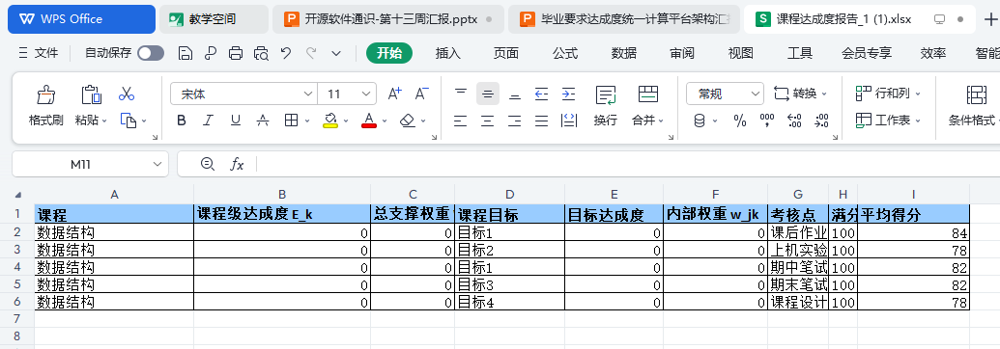 WPS Office 教学空间 开源软件通识-第十三周汇报.pptx 毕业要求达成度统一计算平台架构汇 课程达成度报告_1 (1).xlsx
文件 自动保存 开始 插入 页面 公式 数据 审阅 视图 工具 会员专享 效率 智能
宋体 11 A+ A- 换行 常规 转换 行和列
格式刷 粘贴 B I U A A 合并 % 工作表 条件格式
M11 fx
A B C D E F G H I
1 课程 课程级达成度 E_k 总支撑权重 课程目标 目标达成度 内部权重 w_jk 考核点 满分 平均得分
2 数据结构 0 0 目标1 0 0 课后作业 100 84
3 数据结构 0 0 目标2 0 0 上机实验 100 78
4 数据结构 0 0 目标1 0 0 期中笔试 100 82
5 数据结构 0 0 目标3 0 0 期末笔试 100 82
6 数据结构 0 0 目标4 0 0 课程设计 100 78
7
8